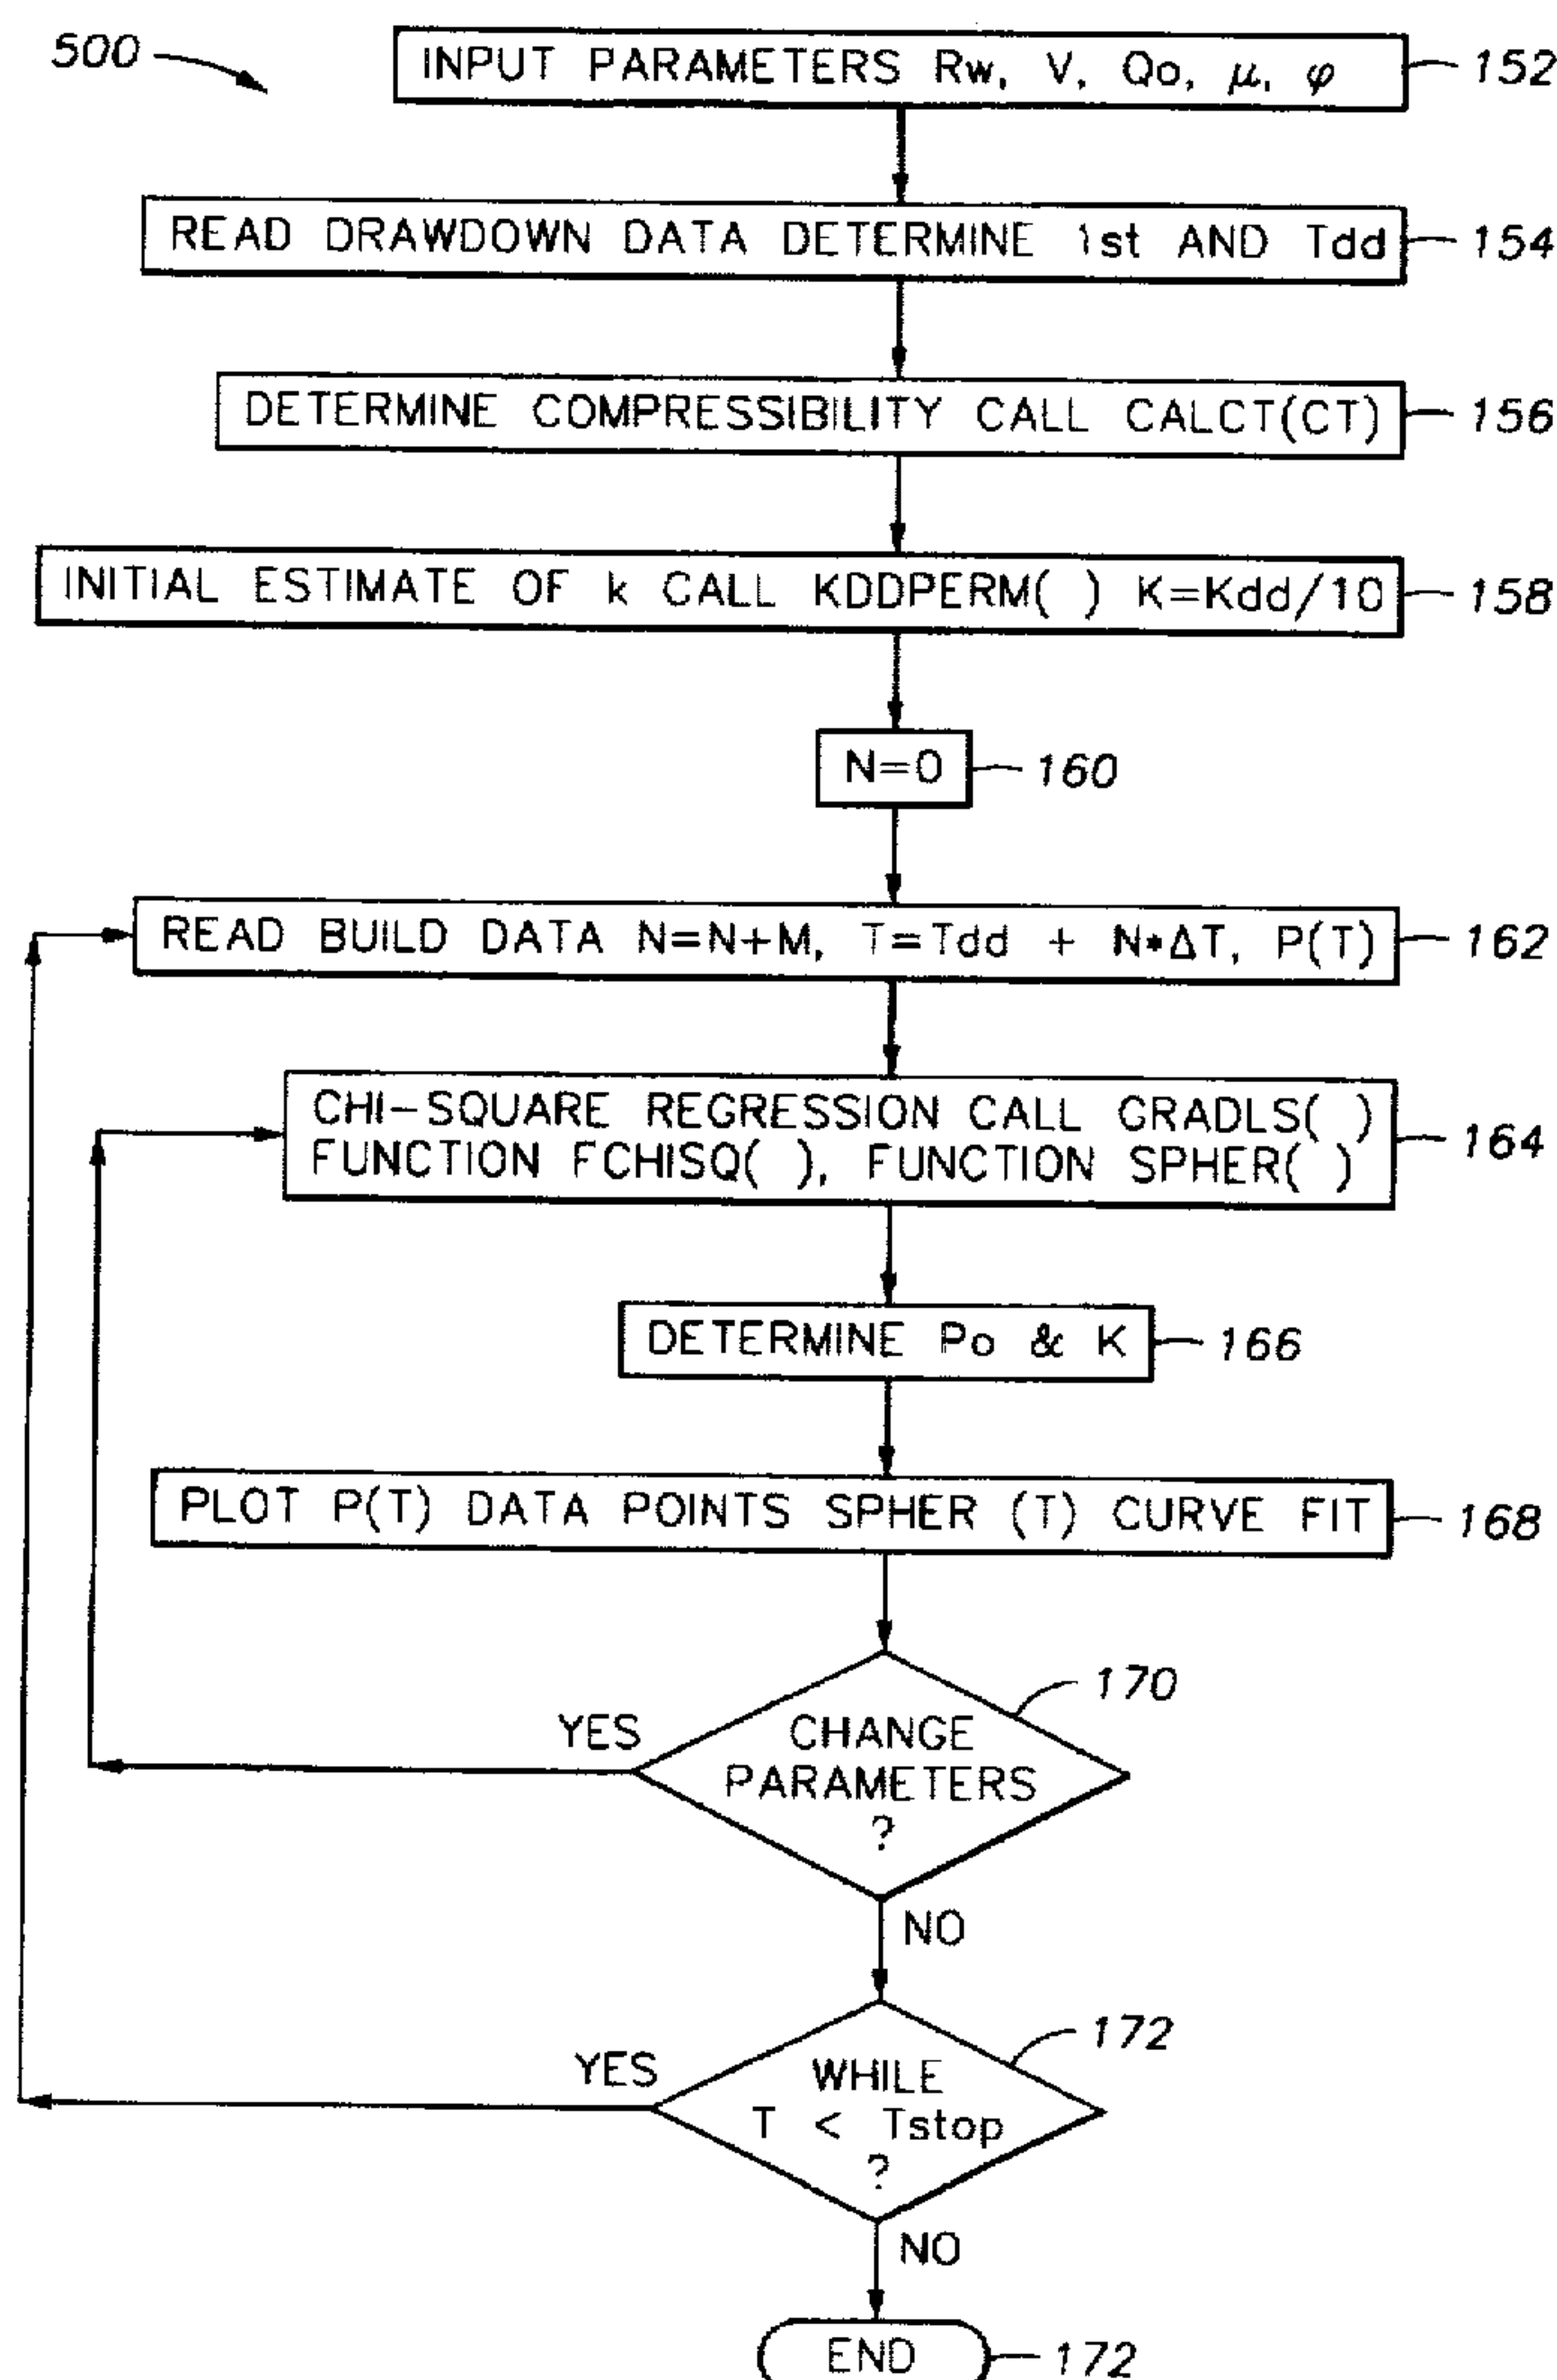 500
INPUT PARAMETERS Rw, V, Qo, μ, φ
152
READ DRAWDOWN DATA DETERMINE 1st AND Tdd
154
DETERMINE COMPRESSIBILITY CALL CALCT(CT)
156
INITIAL ESTIMATE OF k CALL KDDPERM( ) K=Kdd/10
158
N=0
160
READ BUILD DATA N=N+M, T=Tdd + N*ΔT, P(T)
162
CHI-SQUARE REGRESSION CALL GRADLS( )
FUNCTION FCHISQ( ), FUNCTION SPHER( )
164
DETERMINE Po & K
166
PLOT P(T) DATA POINTS SPHER (T) CURVE FIT
168
170
YES
CHANGE
PARAMETERS
?
NO
172
YES
WHILE
T < Tstop
?
NO
END
172